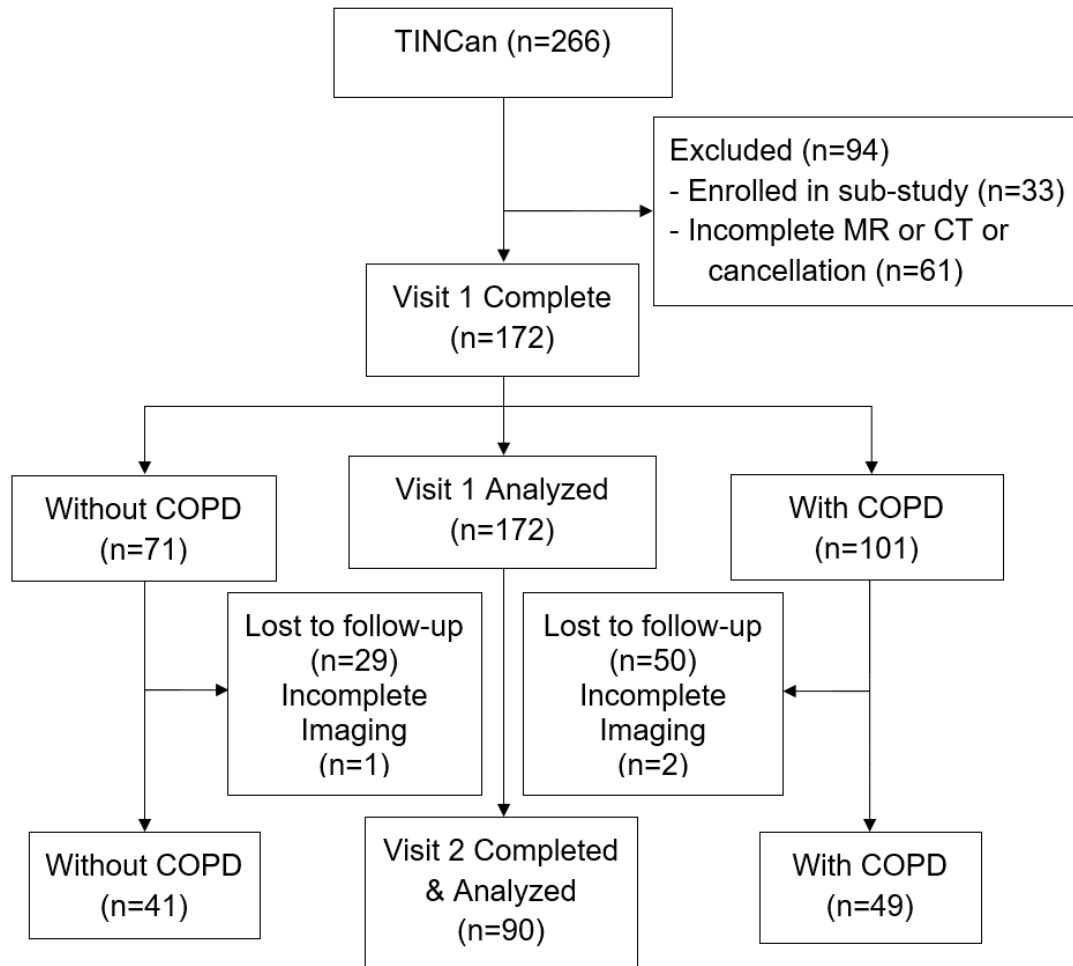 TINCan (n=266)
Excluded (n=94)
- Enrolled in sub-study (n=33)
- Incomplete MR or CT or
cancellation (n=61)
Visit 1 Complete
(n=172)
Without COPD
(n=71)
Visit 1 Analyzed
(n=172)
With COPD
(n=101)
Lost to follow-up
(n=29)
Incomplete
Imaging
(n=1)
Lost to follow-up
(n=50)
Incomplete
Imaging
(n=2)
Without COPD
(n=41)
Visit 2 Completed
& Analyzed
(n=90)
With COPD
(n=49)